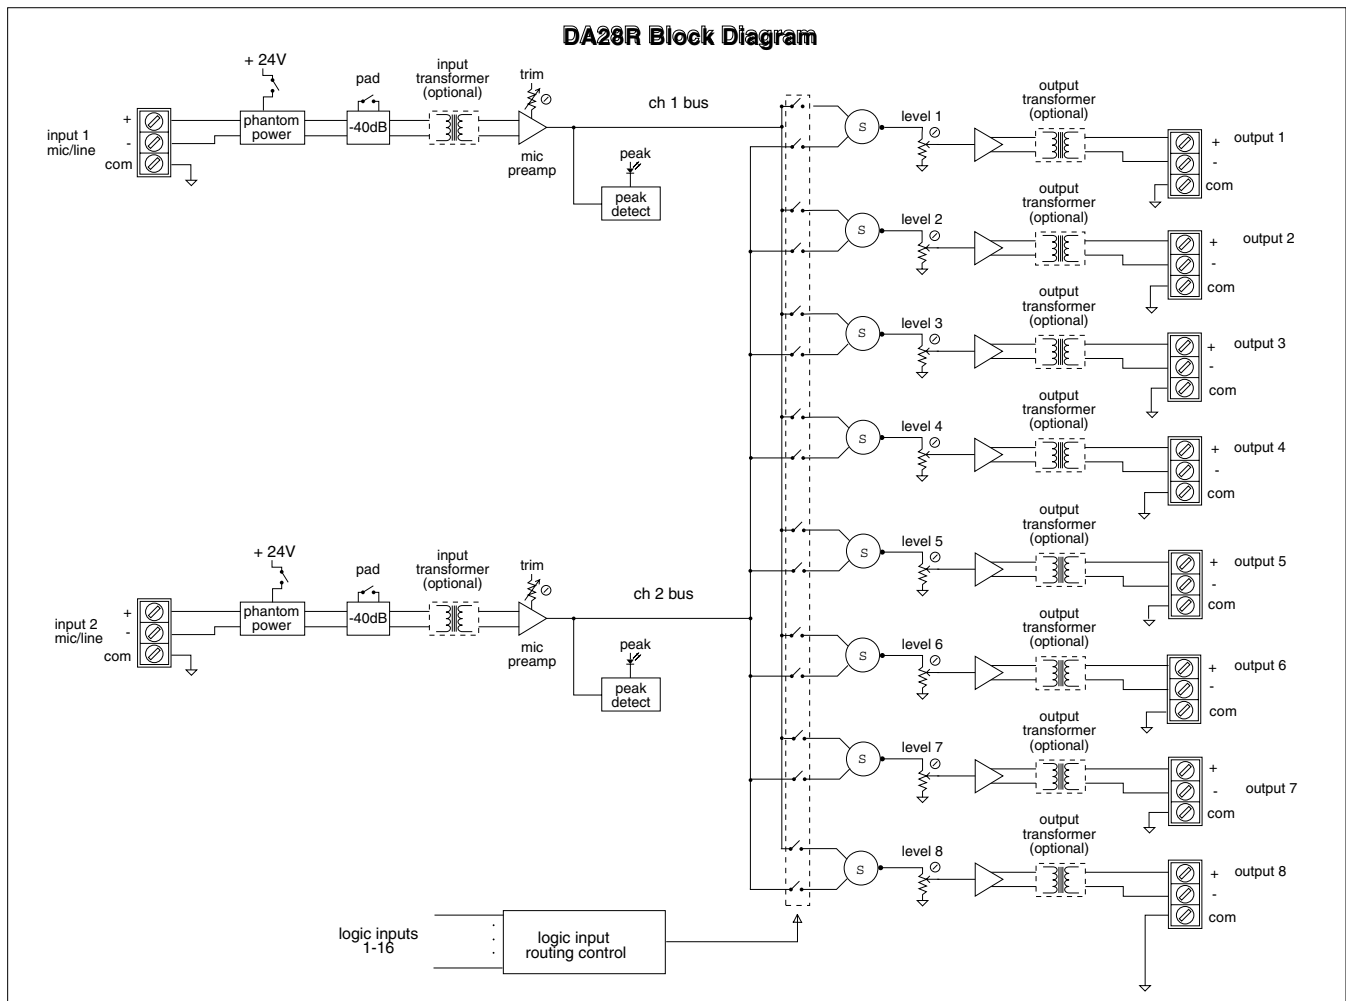 DA28R Block Diagram
+ 24V
pad
input
transformer
(optional)
trim
input 1
mic/line
+
-
com
phantom
power
-40dB
mic
preamp
ch 1 bus
peak
peak
detect
S
level 1
output
transformer
(optional)
+
-
com
output 1
S
level 2
output
transformer
(optional)
+
-
com
output 2
S
level 3
output
transformer
(optional)
+
-
com
output 3
S
level 4
output
transformer
(optional)
+
-
com
output 4
+ 24V
pad
input
transformer
(optional)
trim
input 2
mic/line
+
-
com
phantom
power
-40dB
mic
preamp
ch 2 bus
peak
peak
detect
S
level 5
output
transformer
(optional)
+
-
com
output 5
S
level 6
output
transformer
(optional)
+
-
com
output 6
S
level 7
output
transformer
(optional)
+
-
com
output 7
S
level 8
output
transformer
(optional)
+
-
com
output 8
logic inputs
1-16
logic input
routing control